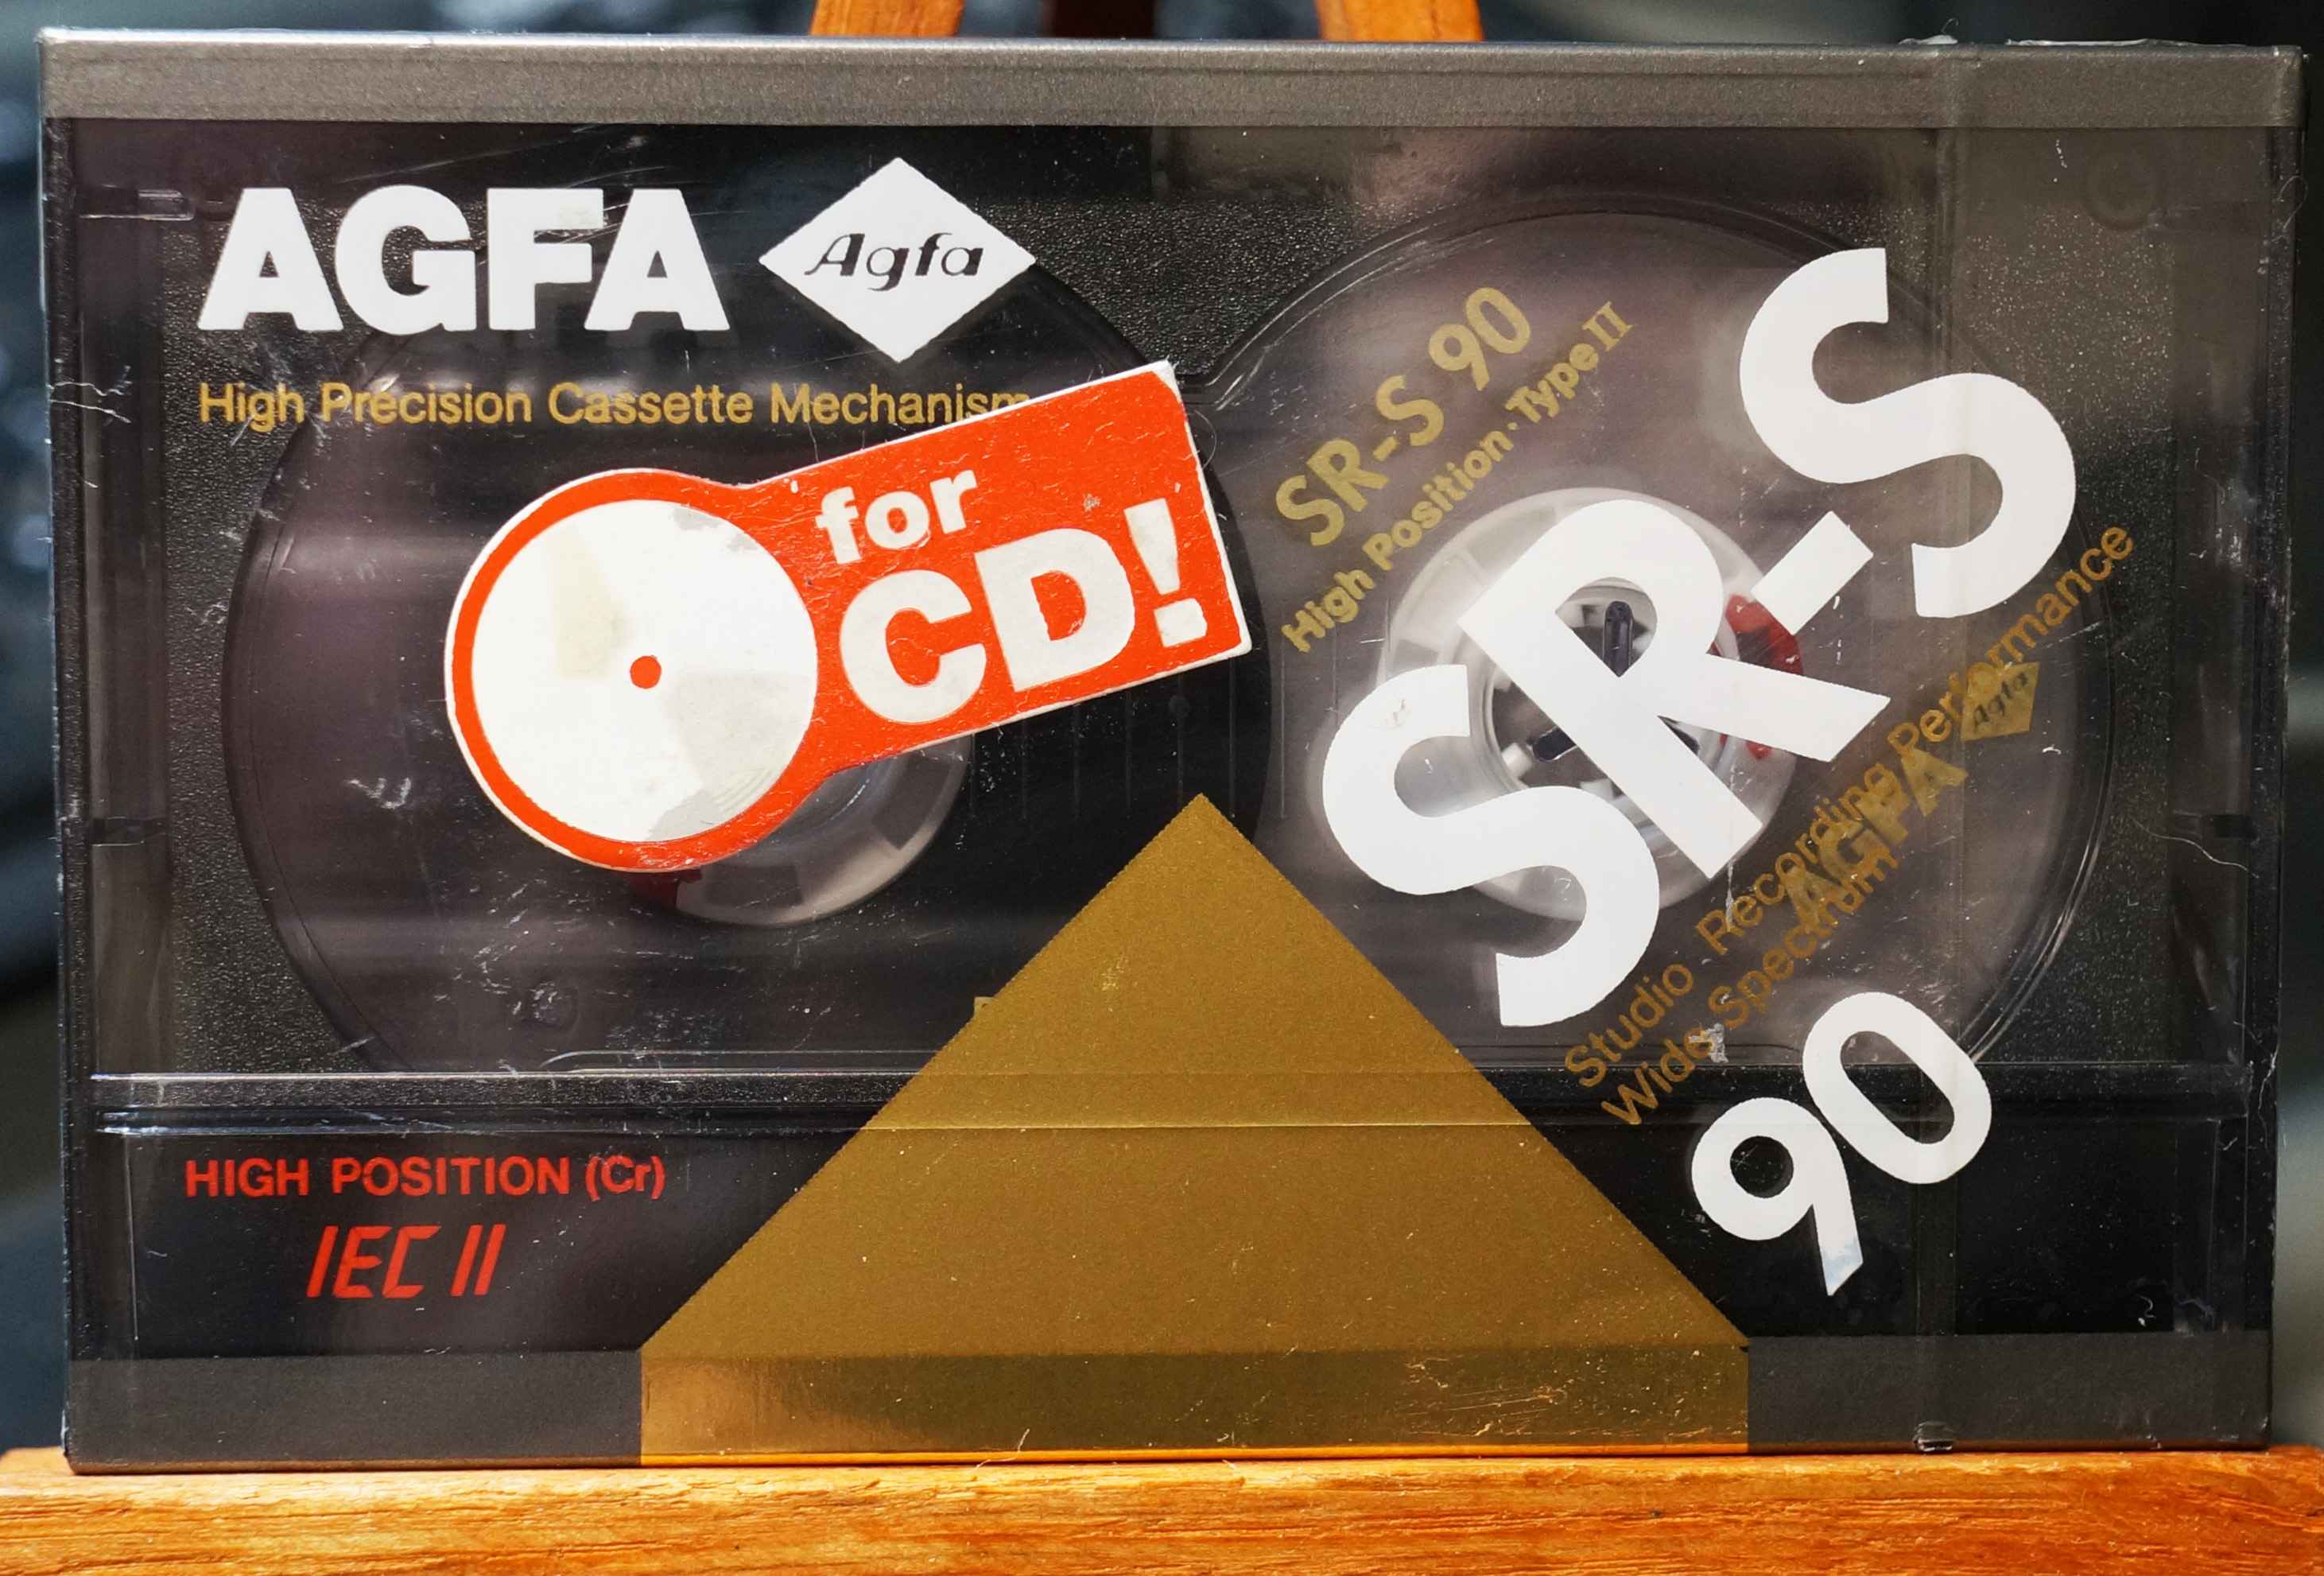 AGFA
Agfa
High Precision Cassette Mechanism
for
CD!
SR-S 90
High Position · Type II
SR-S
90
Studio Recording Performance
Wide Spectrum
AGFA
Agfa
HIGH POSITION (Cr)
IEC II